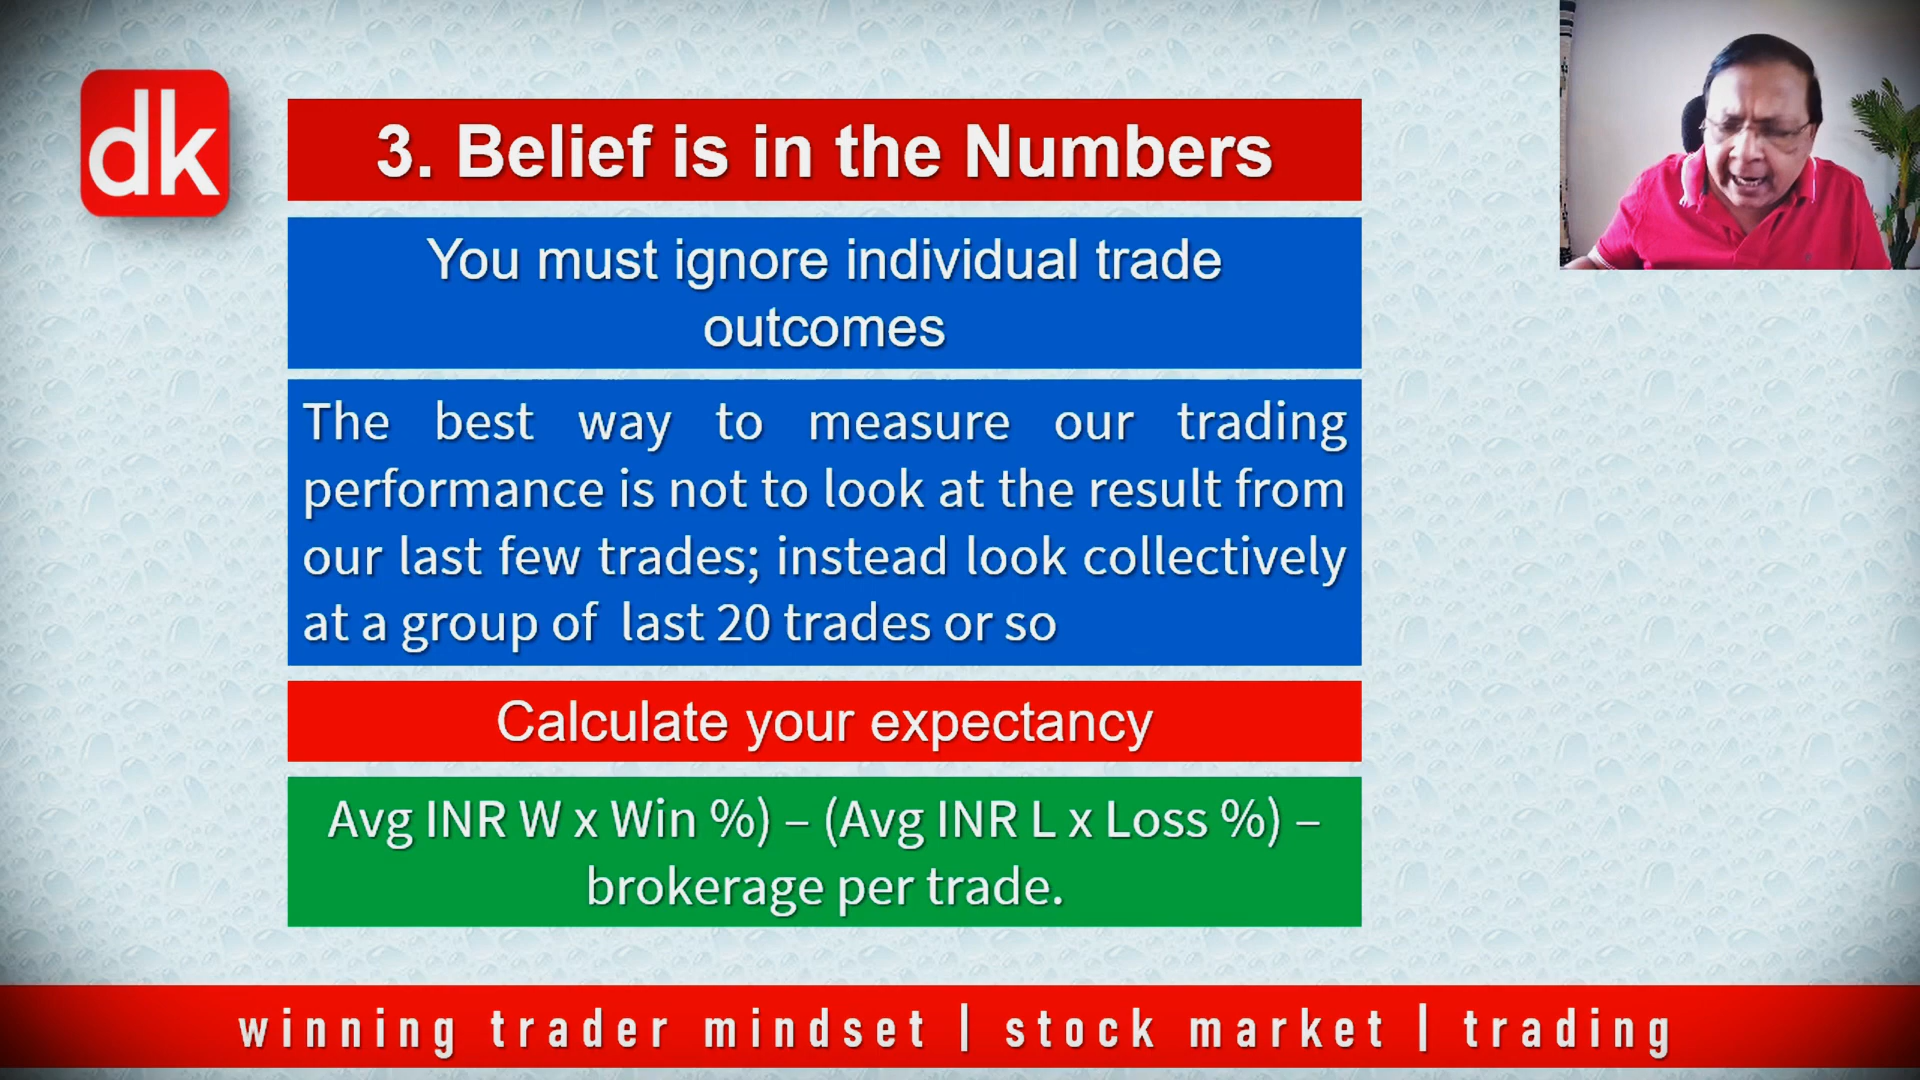 dk
3. Belief is in the Numbers
You must ignore individual trade
outcomes
The best way to measure our trading
performance is not to look at the result from
our last few trades; instead look collectively
at a group of last 20 trades or so
Calculate your expectancy
Avg INR W x Win %) – (Avg INR L x Loss %) –
brokerage per trade.
winning trader mindset | stock market | trading